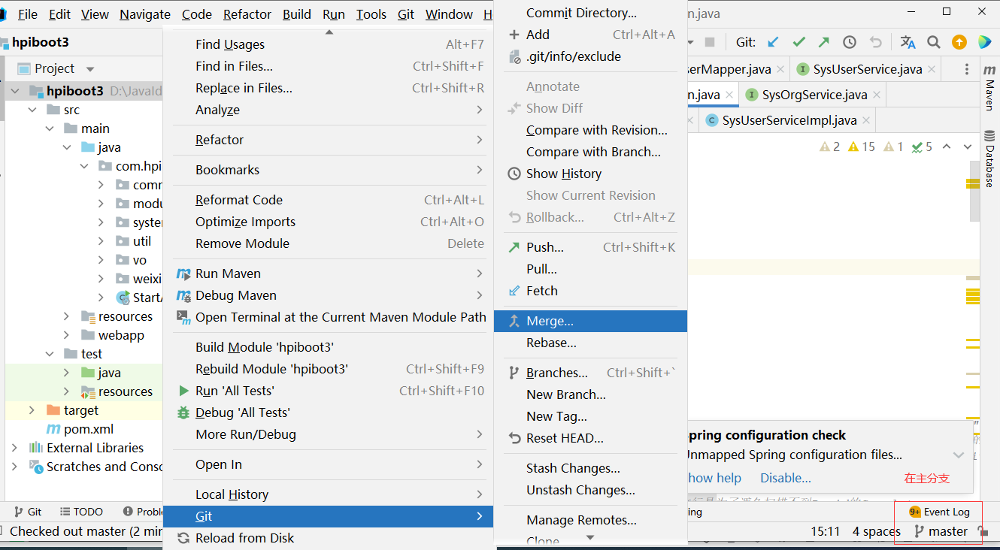 File Edit View Navigate Code Refactor Build Run Tools Git Window
hpiboot3
Project
hpiboot3 D:\JavaId
src
main
java
com.hpi
comm
modu
system
util
vo
weixi
StartA
resources
webapp
test
java
resources
target
pom.xml
External Libraries
Scratches and Conso
Git TODO Proble
Checked out master (2 min
Find Usages Alt+F7
Find in Files... Ctrl+Shift+F
Replace in Files... Ctrl+Shift+R
Analyze
Refactor
Bookmarks
Reformat Code Ctrl+Alt+L
Optimize Imports Ctrl+Alt+O
Remove Module Delete
Run Maven
Debug Maven
Open Terminal at the Current Maven Module Path
Build Module 'hpiboot3'
Rebuild Module 'hpiboot3' Ctrl+Shift+F9
Run 'All Tests' Ctrl+Shift+F10
Debug 'All Tests'
More Run/Debug
Open In
Local History
Git
Reload from Disk
Commit Directory...
Add Ctrl+Alt+A
.git/info/exclude
Annotate
Show Diff
Compare with Revision...
Compare with Branch...
Show History
Show Current Revision
Rollback... Ctrl+Alt+Z
Push... Ctrl+Shift+K
Pull...
Fetch
Merge...
Rebase...
Branches... Ctrl+Shift+`
New Branch...
New Tag...
Reset HEAD...
Stash Changes...
Unstash Changes...
Manage Remotes...
Clone
n.java
Git:
serMapper.java SysUserService.java
n.java SysOrgService.java
SysUserServiceImpl.java
2 15 1 5
m
Maven
Database
pring configuration check
Unmapped Spring configuration files...
how help Disable...
在主分支
ing
9+ Event Log
15:11 4 spaces master